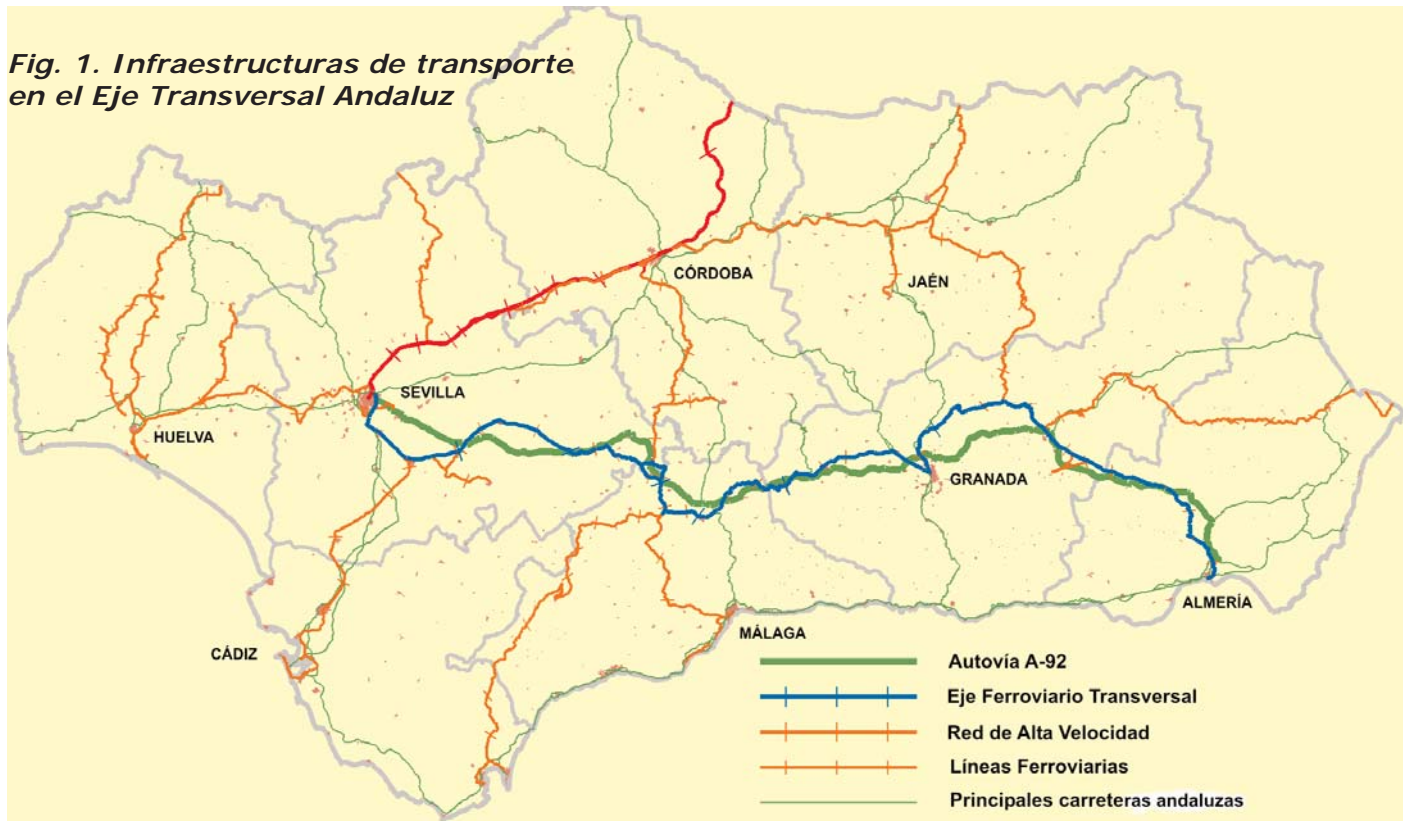 Fig. 1. Infraestructuras de transporte
en el Eje Transversal Andaluz
CÓRDOBA
JAÉN
SEVILLA
HUELVA
GRANADA
ALMERÍA
MÁLAGA
CÁDIZ
Autovía A-92
Eje Ferroviario Transversal
Red de Alta Velocidad
Líneas Ferroviarias
Principales carreteras andaluzas